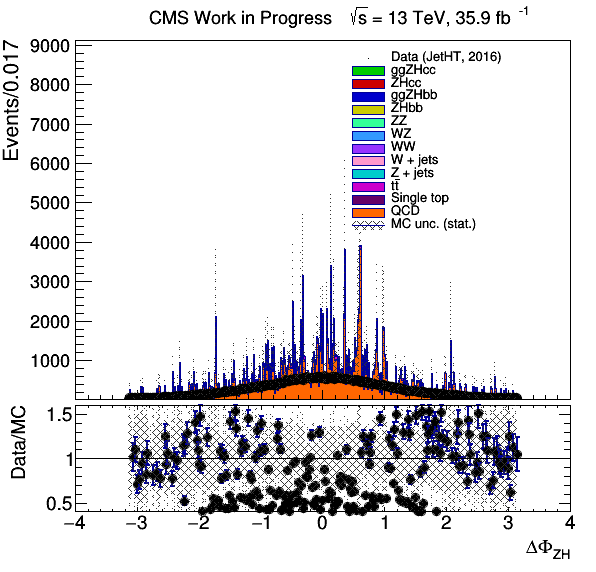 CMS Work in Progress √s = 13 TeV, 35.9 fb⁻¹
Events/0.017
9000
8000
7000
6000
5000
4000
3000
2000
1000
Data (JetHT, 2016)
ggZHcc
ZHcc
ggZHbb
ZHbb
ZZ
WZ
WW
W + jets
Z + jets
tt̄
Single top
QCD
MC unc. (stat.)
Data/MC
1.5
1
0.5
−4 −3 −2 −1 0 1 2 3 4
ΔΦ_ZH